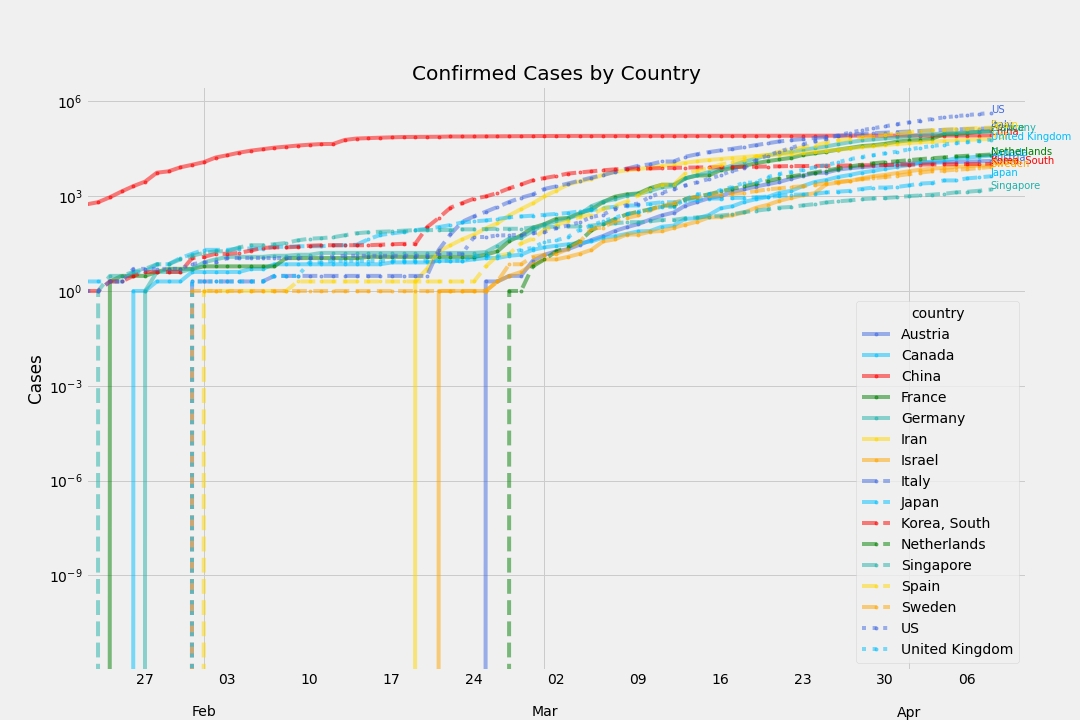 Confirmed Cases by Country
10^6
10^3
10^0
10^−3
10^−6
10^−9
Cases
US
Italy
Germany
China
United Kingdom
Netherlands
Korea, South
Japan
Singapore
country
Austria
Canada
China
France
Germany
Iran
Israel
Italy
Japan
Korea, South
Netherlands
Singapore
Spain
Sweden
US
United Kingdom
27 03 10 17 24 02 09 16 23 30 06
Feb Mar Apr